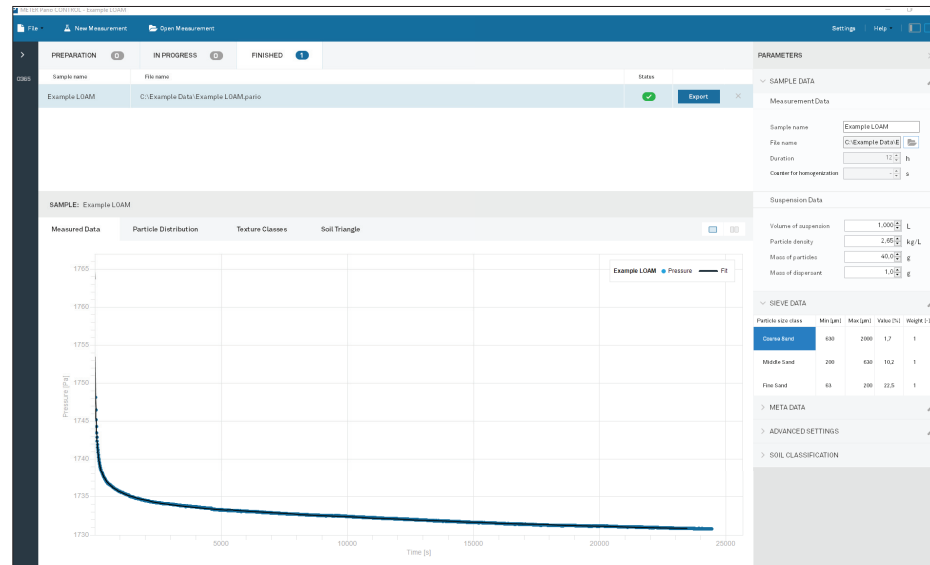 METER Pario CONTROL - Example LOAM
File
New Measurement
Open Measurement
Settings
Help
PREPARATION 0
IN PROGRESS 0
FINISHED 1
0365
Sample name
File name
Status
Example LOAM
C:\Example Data\Example LOAM.pario
Export
SAMPLE: Example LOAM
Measured Data
Particle Distribution
Texture Classes
Soil Triangle
Example LOAM Pressure Fit
Pressure [Pa]
1765
1760
1755
1750
1745
1740
1735
1730
5000
10000
15000
20000
25000
Time [s]
PARAMETERS
SAMPLE DATA
Measurement Data
Sample name Example LOAM
File name C:\Example Data\E
Duration 12 h
Counter for homogenization - s
Suspension Data
Volume of suspension 1,000 L
Particle density 2,65 kg/L
Mass of particles 40,0 g
Mass of dispersant 1,0 g
SIEVE DATA
Particle size class Min [µm] Max [µm] Value [%] Weight [-]
Coarse Sand 630 2000 1,7 1
Middle Sand 200 630 10,2 1
Fine Sand 63 200 22,5 1
META DATA
ADVANCED SETTINGS
SOIL CLASSIFICATION